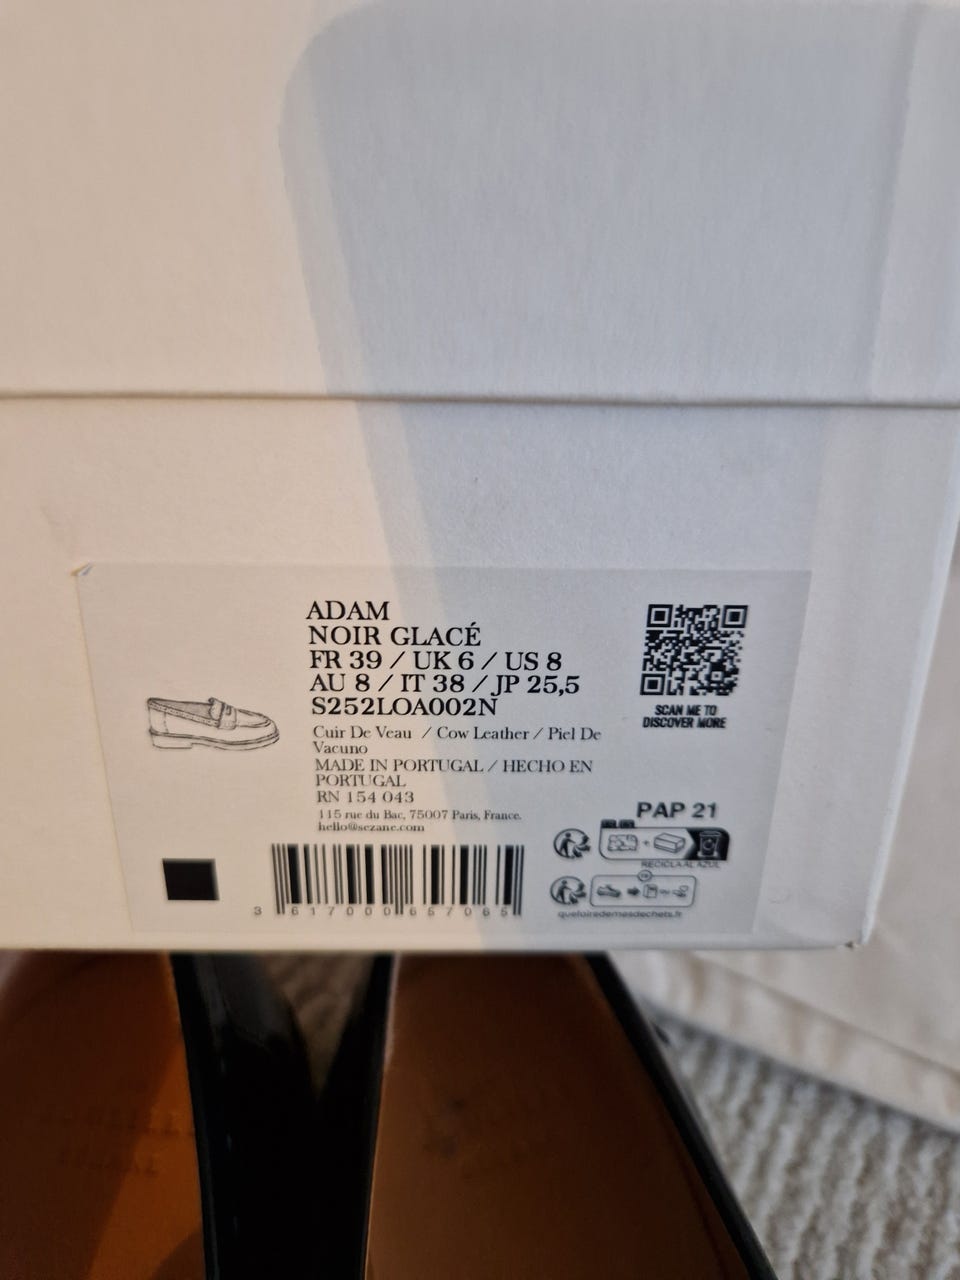 ADAM
NOIR GLACÉ
FR 39 / UK 6 / US 8
AU 8 / IT 38 / JP 25,5
S252LOA002N
Cuir De Veau / Cow Leather / Piel De
Vacuno
MADE IN PORTUGAL / HECHO EN
PORTUGAL
RN 154 043
115 rue du Bac, 75007 Paris, France.
hello@sezane.com
3 617000 657065
SCAN ME TO
DISCOVER MORE
PAP 21
RECICLA AL AZUL
FR
OU
quefairedemesdechets.fr